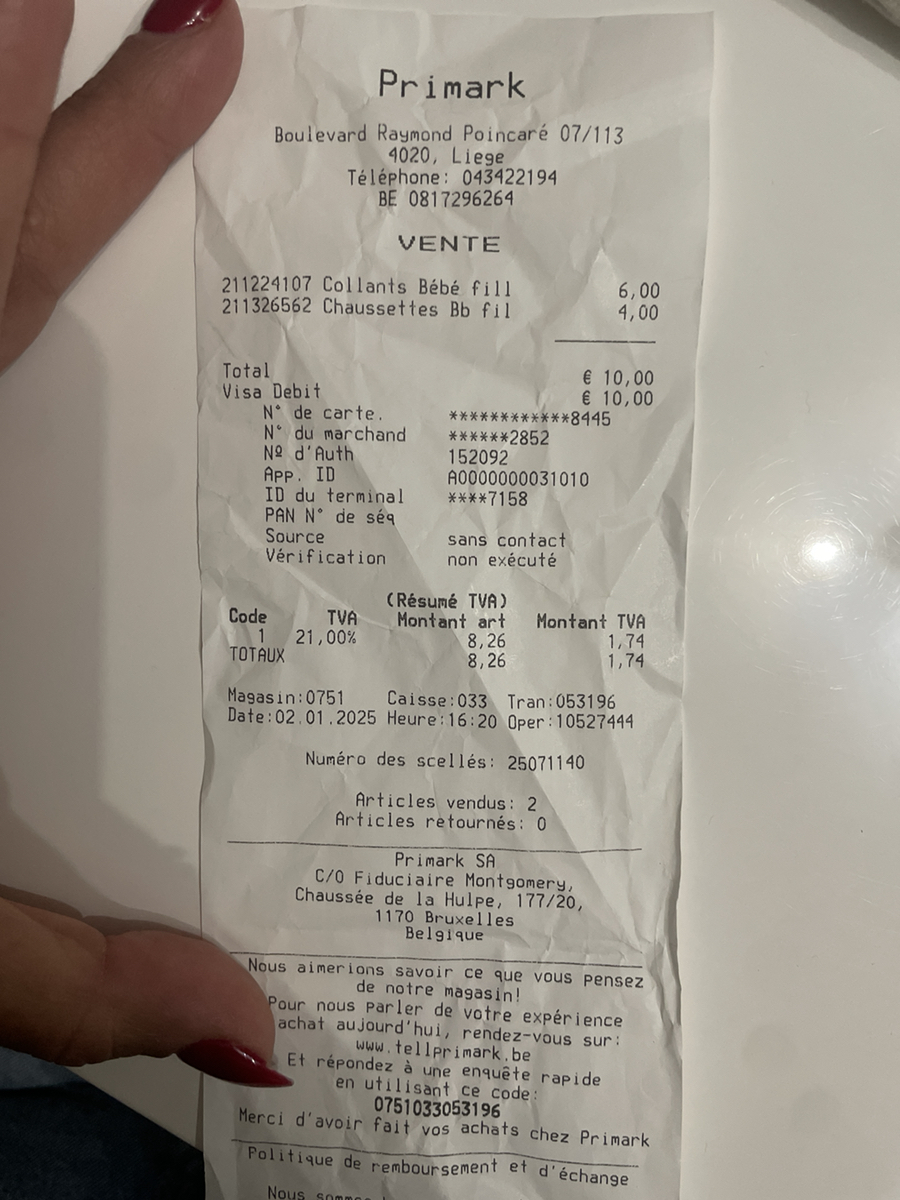 Primark
Boulevard Raymond Poincaré 07/113
4020, Liege
Téléphone: 043422194
BE 0817296264
VENTE
211224107 Collants Bébé fill 6,00
211326562 Chaussettes Bb fil 4,00
Total € 10,00
Visa Debit € 10,00
N° de carte. ************8445
N° du marchand ******2852
Nº d'Auth 152092
App. ID A0000000031010
ID du terminal ****7158
PAN N° de séq
Source sans contact
Vérification non exécuté
(Résumé TVA)
Code TVA Montant art Montant TVA
1 21,00% 8,26 1,74
TOTAUX 8,26 1,74
Magasin:0751 Caisse:033 Tran:053196
Date:02.01.2025 Heure:16:20 Oper:10527444
Numéro des scellés: 25071140
Articles vendus: 2
Articles retournés: 0
Primark SA
C/O Fiduciaire Montgomery,
Chaussée de la Hulpe, 177/20,
1170 Bruxelles
Belgique
Nous aimerions savoir ce que vous pensez
de notre magasin!
Pour nous parler de votre expérience
achat aujourd'hui, rendez-vous sur:
www.tellprimark.be
Et répondez à une enquête rapide
en utilisant ce code:
0751033053196
Merci d'avoir fait vos achats chez Primark
Politique de remboursement et d'échange
Nous